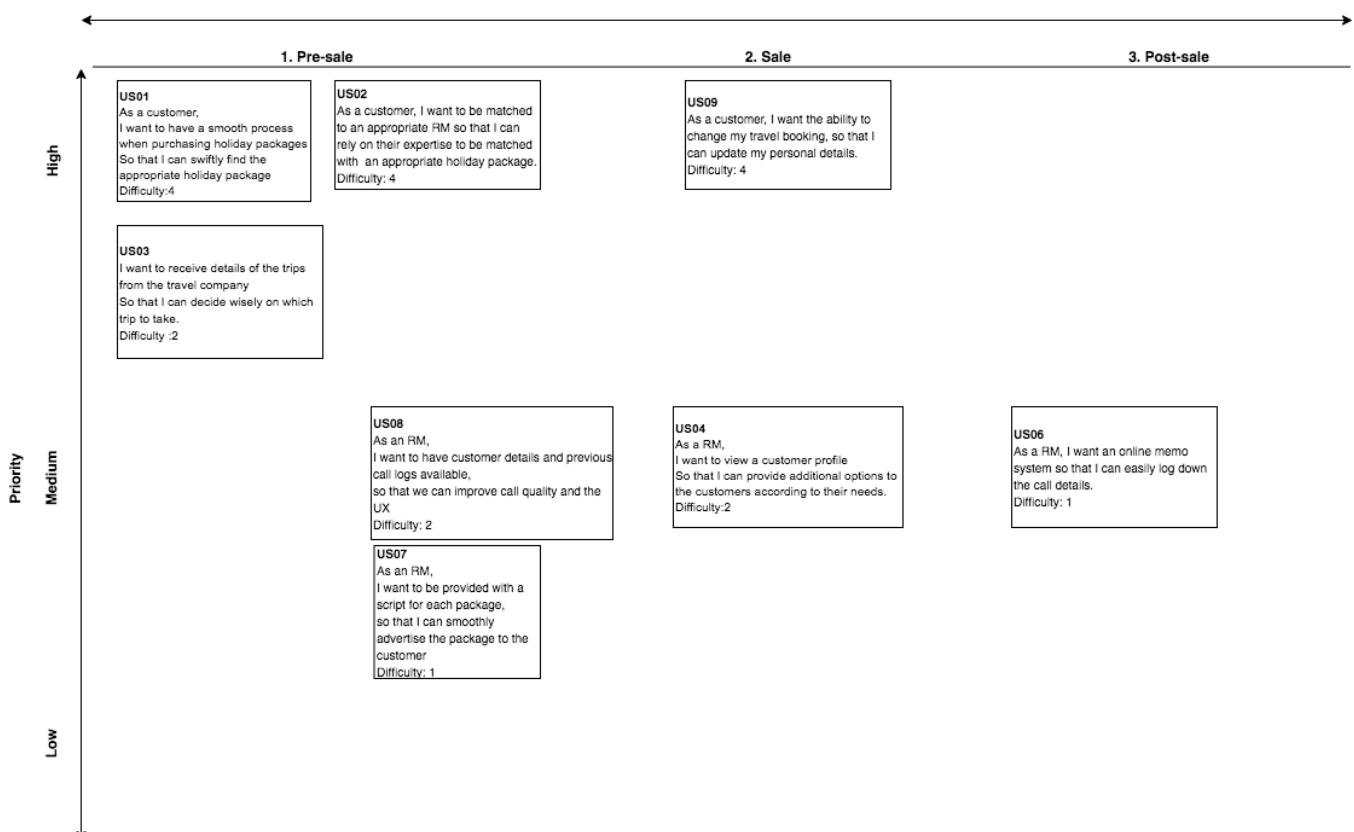 1. Pre-sale
2. Sale
3. Post-sale
Priority
High
US01
As a customer,
I want to have a smooth process
when purchasing holiday packages
So that I can swiftly find the
appropriate holiday package
Difficulty:4
US02
As a customer, I want to be matched
to an appropriate RM so that I can
rely on their expertise to be matched
with an appropriate holiday package.
Difficulty: 4
US09
As a customer, I want the ability to
change my travel booking, so that I
can update my personal details.
Difficulty: 4
US03
I want to receive details of the trips
from the travel company
So that I can decide wisely on which
trip to take.
Difficulty :2
Medium
US08
As an RM,
I want to have customer details and previous
call logs available,
so that we can improve call quality and the
UX
Difficulty: 2
US04
As a RM,
I want to view a customer profile
So that I can provide additional options to
the customers according to their needs.
Difficulty:2
US06
As a RM, I want an online memo
system so that I can easily log down
the call details.
Difficulty: 1
US07
As an RM,
I want to be provided with a
script for each package,
so that I can smoothly
advertise the package to the
customer
Difficulty: 1
Low